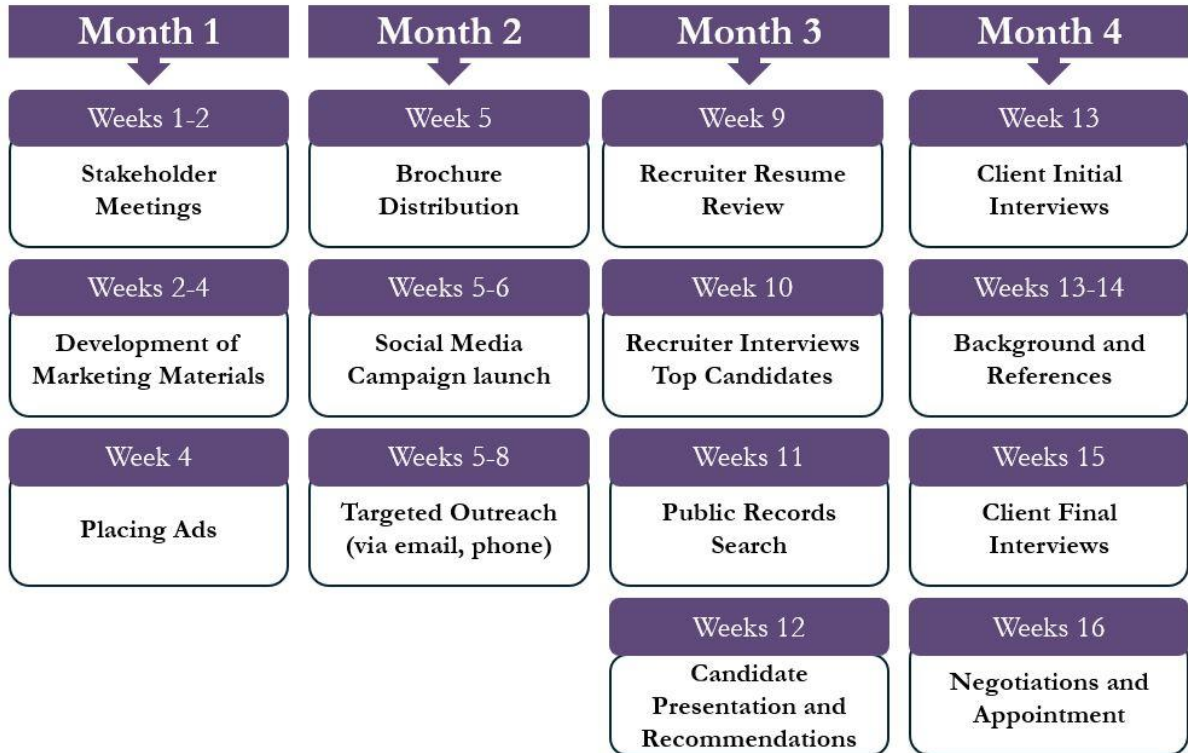 Month 1
Weeks 1-2
Stakeholder
Meetings
Weeks 2-4
Development of
Marketing Materials
Week 4
Placing Ads
Month 2
Week 5
Brochure
Distribution
Weeks 5-6
Social Media
Campaign launch
Weeks 5-8
Targeted Outreach
(via email, phone)
Month 3
Week 9
Recruiter Resume
Review
Week 10
Recruiter Interviews
Top Candidates
Weeks 11
Public Records
Search
Weeks 12
Candidate
Presentation and
Recommendations
Month 4
Week 13
Client Initial
Interviews
Weeks 13-14
Background and
References
Weeks 15
Client Final
Interviews
Weeks 16
Negotiations and
Appointment